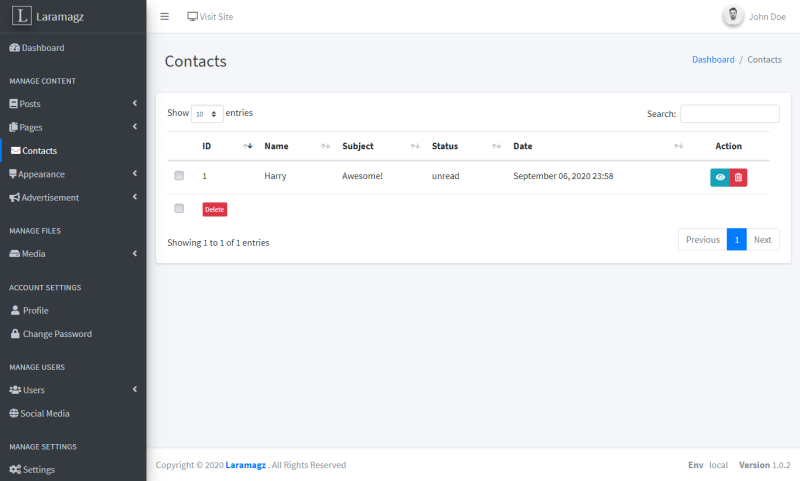 L Laramagz
Visit Site
John Doe
Dashboard
MANAGE CONTENT
Posts
Pages
Contacts
Appearance
Advertisement
MANAGE FILES
Media
ACCOUNT SETTINGS
Profile
Change Password
MANAGE USERS
Users
Social Media
MANAGE SETTINGS
Settings
Contacts
Dashboard / Contacts
Show 10 entries
Search:
ID Name Subject Status Date Action
1 Harry Awesome! unread September 06, 2020 23:58
Delete
Showing 1 to 1 of 1 entries
Previous 1 Next
Copyright © 2020 Laramagz . All Rights Reserved
Env local Version 1.0.2